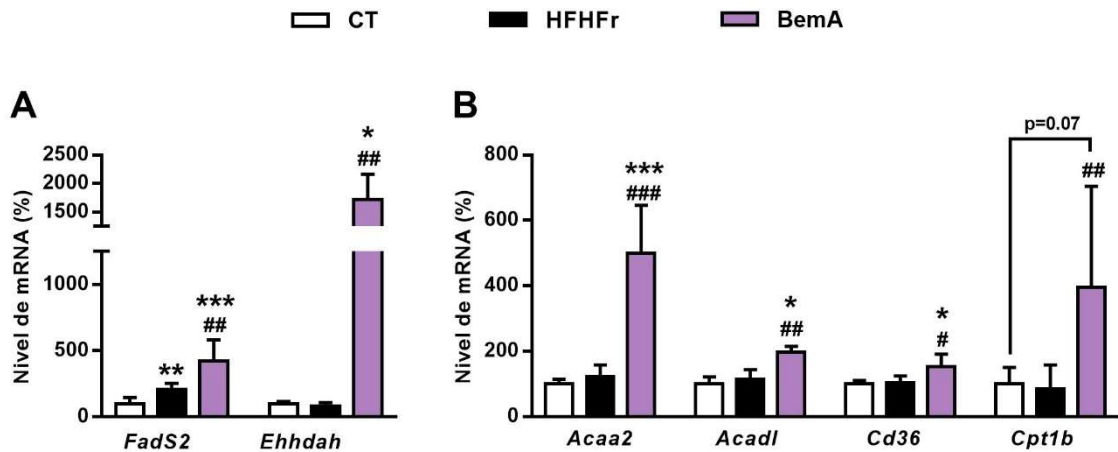 CT HFHFr BemA
A
Nivel de mRNA (%)
2500
2000
1500
1000
500
0
**
***
##
*
##
FadS2 Ehhdah
B
Nivel de mRNA (%)
800
600
400
200
0
***
###
*
##
*
#
p=0.07
##
Acaa2 Acadl Cd36 Cpt1b